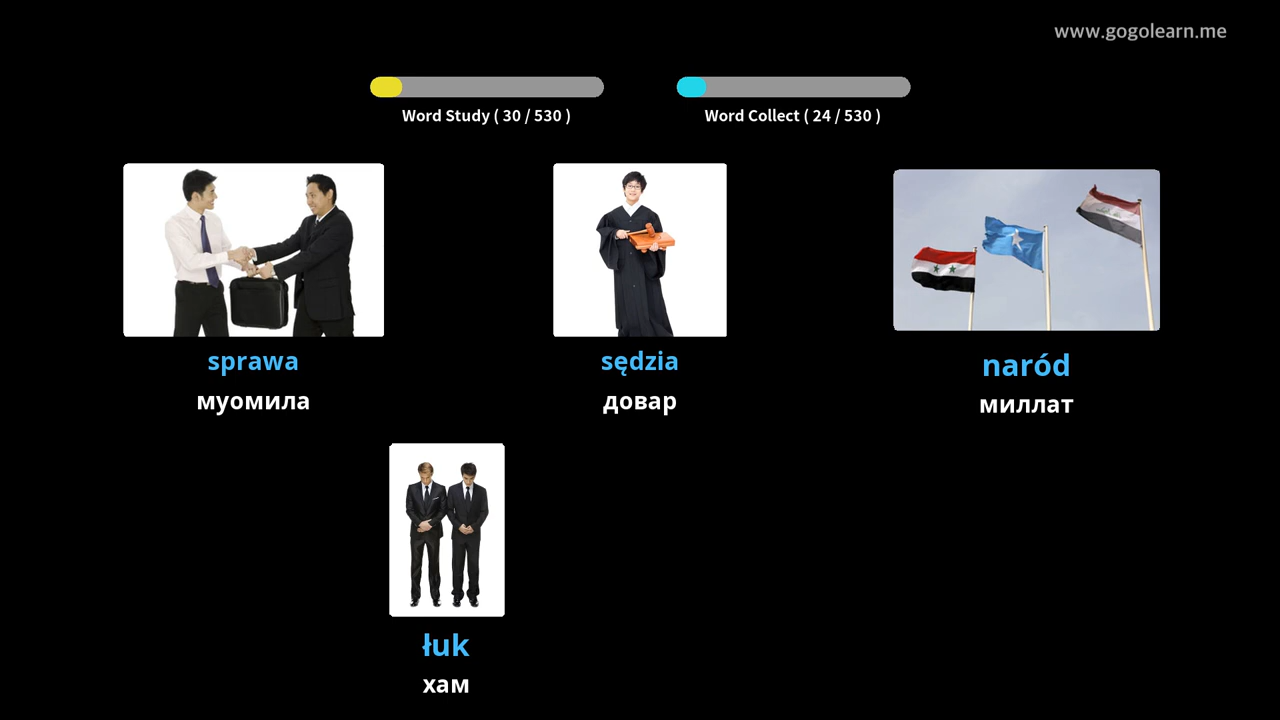 www.gogolearn.me
Word Study ( 30 / 530 )
Word Collect ( 24 / 530 )
sprawa
муомила
sędzia
довар
naród
миллат
łuk
хам